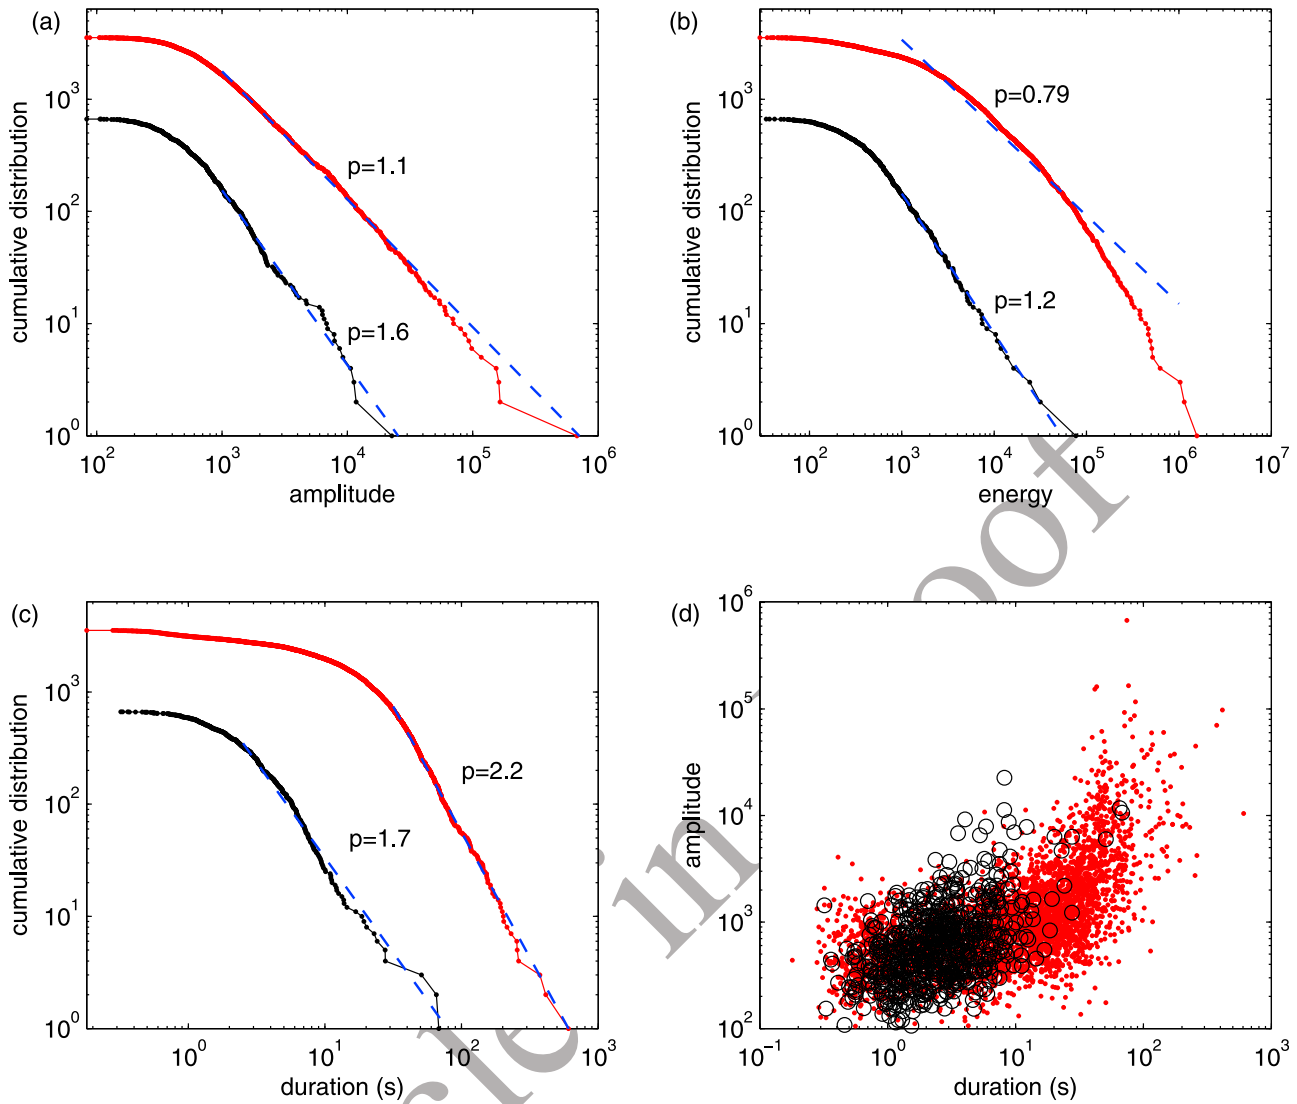 (a)
10^3
10^2
10^1
10^0
cumulative distribution
p=1.1
p=1.6
10^2
10^3
10^4
10^5
10^6
amplitude
(b)
10^3
10^2
10^1
10^0
cumulative distribution
p=0.79
p=1.2
10^2
10^3
10^4
10^5
10^6
10^7
energy
(c)
10^3
10^2
10^1
10^0
cumulative distribution
p=2.2
p=1.7
10^0
10^1
10^2
10^3
duration (s)
(d)
10^6
10^5
10^4
10^3
10^2
amplitude
10^−1
10^0
10^1
10^2
10^3
duration (s)